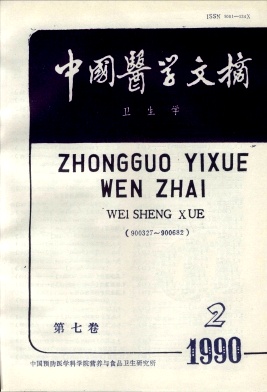 中國醫学文摘
卫生学
ZHONGGUO YIXUE
WEN ZHAI
WEI SHENG XUE
(900327~900682)
第七卷
2
1990
中国预防医学科学院营养与食品卫生研究所